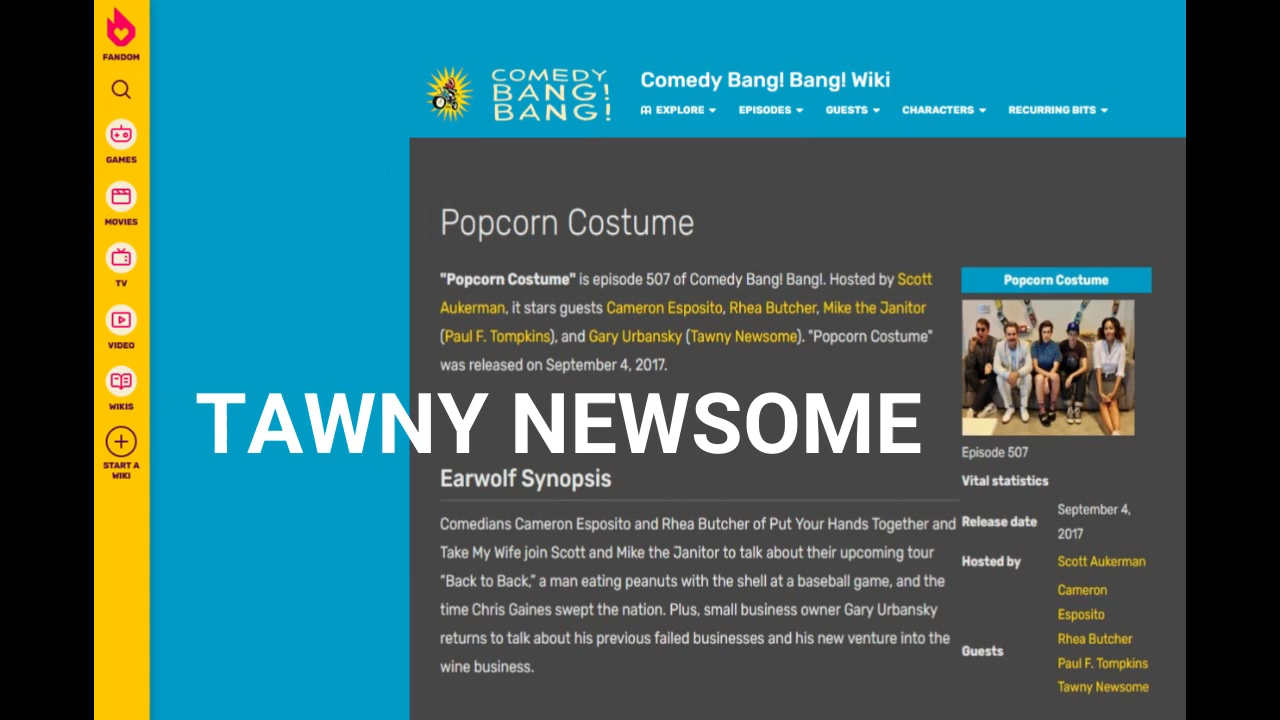 FANDOM
GAMES
MOVIES
TV
VIDEO
WIKIS
START A
WIKI
COMEDY
BANG!
BANG!
Comedy Bang! Bang! Wiki
EXPLORE
EPISODES
GUESTS
CHARACTERS
RECURRING BITS
Popcorn Costume
"Popcorn Costume" is episode 507 of Comedy Bang! Bang!. Hosted by Scott
Aukerman, it stars guests Cameron Esposito, Rhea Butcher, Mike the Janitor
(Paul F. Tompkins), and Gary Urbansky (Tawny Newsome). "Popcorn Costume"
was released on September 4, 2017.
TAWNY NEWSOME
Earwolf Synopsis
Comedians Cameron Esposito and Rhea Butcher of Put Your Hands Together and
Take My Wife join Scott and Mike the Janitor to talk about their upcoming tour
“Back to Back,” a man eating peanuts with the shell at a baseball game, and the
time Chris Gaines swept the nation. Plus, small business owner Gary Urbansky
returns to talk about his previous failed businesses and his new venture into the
wine business.
Popcorn Costume
Episode 507
Vital statistics
Release date
September 4,
2017
Hosted by
Scott Aukerman
Guests
Cameron
Esposito
Rhea Butcher
Paul F. Tompkins
Tawny Newsome